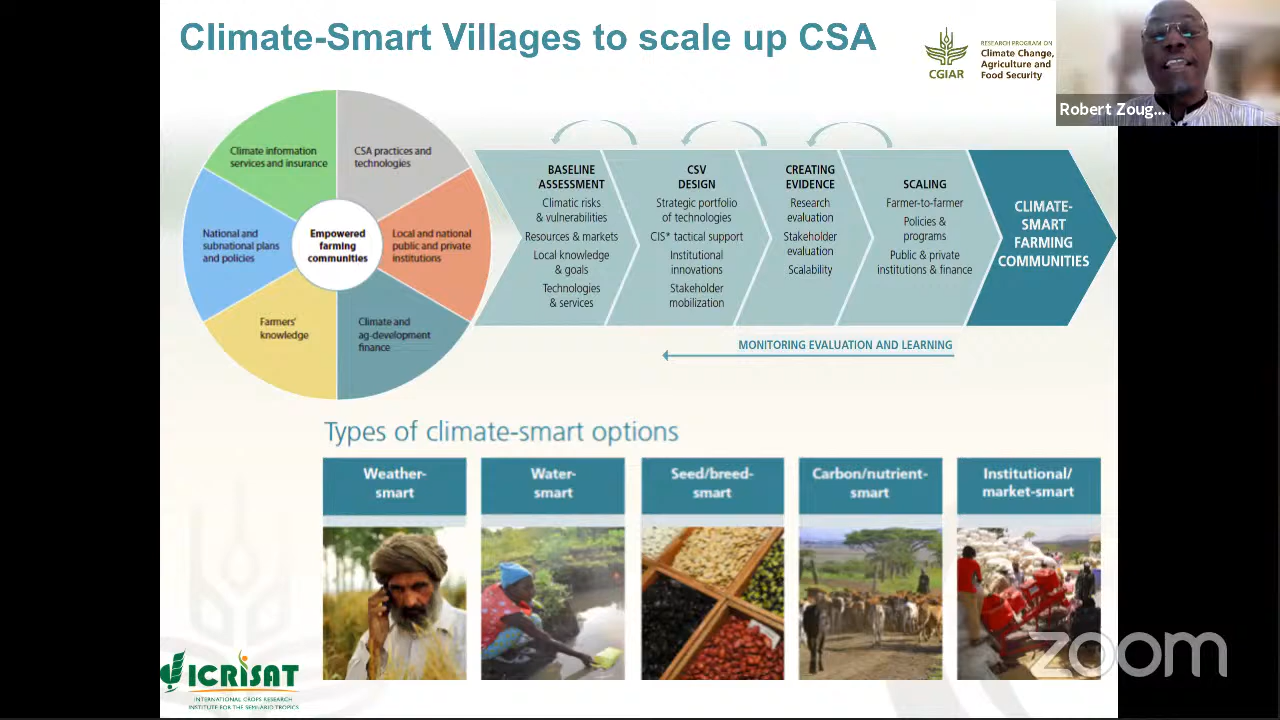 Climate-Smart Villages to scale up CSA
CGIAR
RESEARCH PROGRAM ON
Climate Change,
Agriculture and
Food Security
Robert Zoug...
Climate information
services and insurance
CSA practices and
technologies
National and
subnational plans
and policies
Empowered
farming
communities
Local and national
public and private
institutions
Farmers'
knowledge
Climate and
ag-development
finance
BASELINE
ASSESSMENT
Climatic risks
& vulnerabilities
Resources & markets
Local knowledge
& goals
Technologies
& services
CSV
DESIGN
Strategic portfolio
of technologies
CIS* tactical support
Institutional
innovations
Stakeholder
mobilization
CREATING
EVIDENCE
Research
evaluation
Stakeholder
evaluation
Scalability
SCALING
Farmer-to-farmer
Policies &
programs
Public & private
institutions & finance
CLIMATE-
SMART
FARMING
COMMUNITIES
MONITORING EVALUATION AND LEARNING
Types of climate-smart options
Weather-
smart
Water-
smart
Seed/breed-
smart
Carbon/nutrient-
smart
Institutional/
market-smart
ICRISAT
INTERNATIONAL CROPS RESEARCH
INSTITUTE FOR THE SEMI-ARID TROPICS
zoom